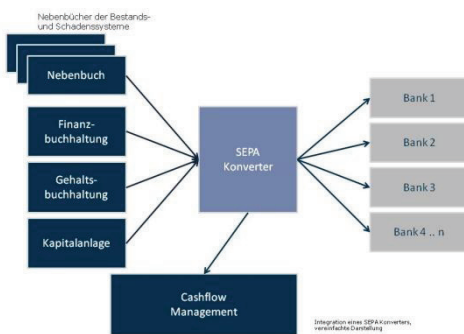 Nebenbücher der Bestands-
und Schadenssysteme
Nebenbuch
Finanz-
buchhaltung
Gehalts-
buchhaltung
Kapitalanlage
SEPA
Konverter
Bank 1
Bank 2
Bank 3
Bank 4 .. n
Cashflow
Management
Integration eines SEPA Konverters,
vereinfachte Darstellung